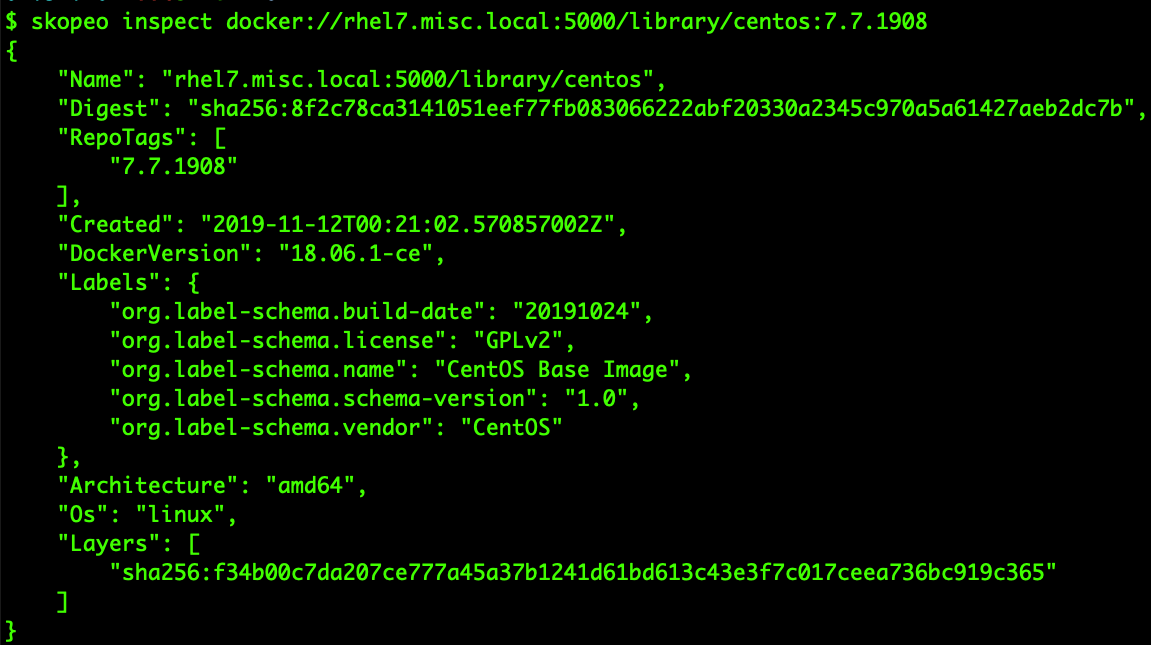 $ skopeo inspect docker://rhel7.misc.local:5000/library/centos:7.7.1908
{
    "Name": "rhel7.misc.local:5000/library/centos",
    "Digest": "sha256:8f2c78ca3141051eef77fb083066222abf20330a2345c970a5a61427aeb2dc7b",
    "RepoTags": [
        "7.7.1908"
    ],
    "Created": "2019-11-12T00:21:02.570857002Z",
    "DockerVersion": "18.06.1-ce",
    "Labels": {
        "org.label-schema.build-date": "20191024",
        "org.label-schema.license": "GPLv2",
        "org.label-schema.name": "CentOS Base Image",
        "org.label-schema.schema-version": "1.0",
        "org.label-schema.vendor": "CentOS"
    },
    "Architecture": "amd64",
    "Os": "linux",
    "Layers": [
        "sha256:f34b00c7da207ce777a45a37b1241d61bd613c43e3f7c017ceea736bc919c365"
    ]
}